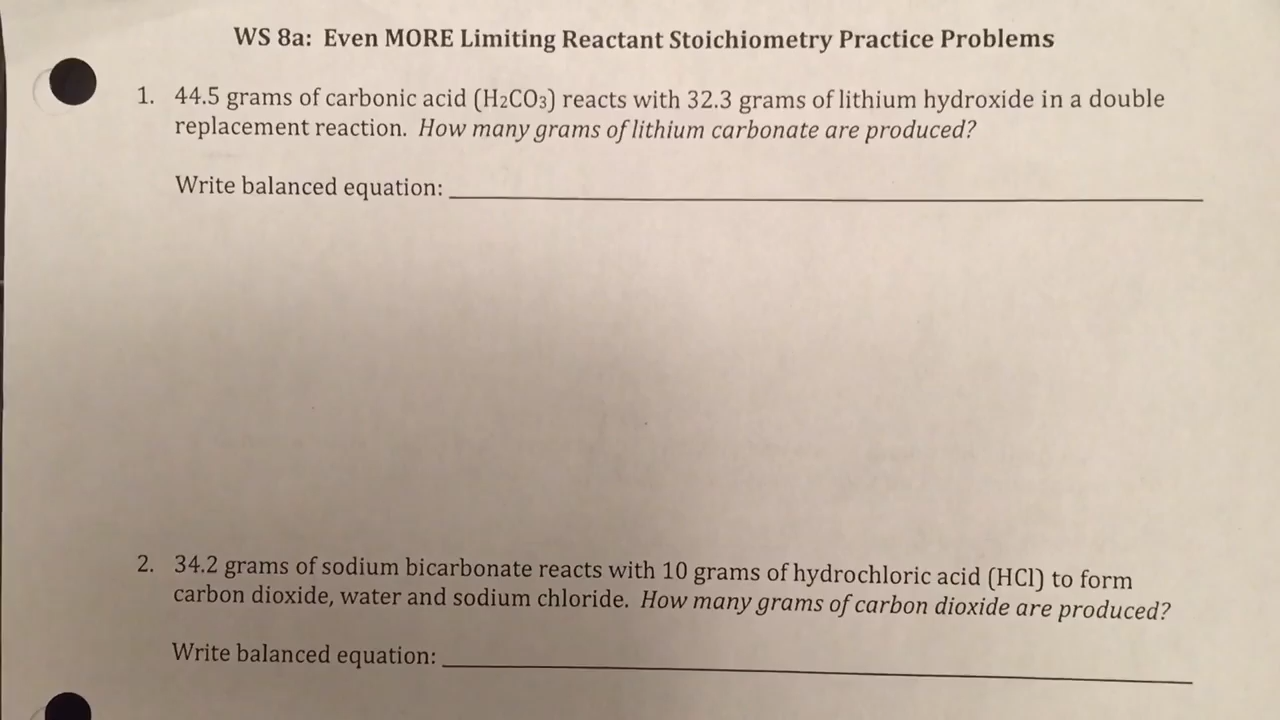 WS 8a: Even MORE Limiting Reactant Stoichiometry Practice Problems
1. 44.5 grams of carbonic acid (H₂CO₃) reacts with 32.3 grams of lithium hydroxide in a double
replacement reaction. How many grams of lithium carbonate are produced?
Write balanced equation:
2. 34.2 grams of sodium bicarbonate reacts with 10 grams of hydrochloric acid (HCl) to form
carbon dioxide, water and sodium chloride. How many grams of carbon dioxide are produced?
Write balanced equation: